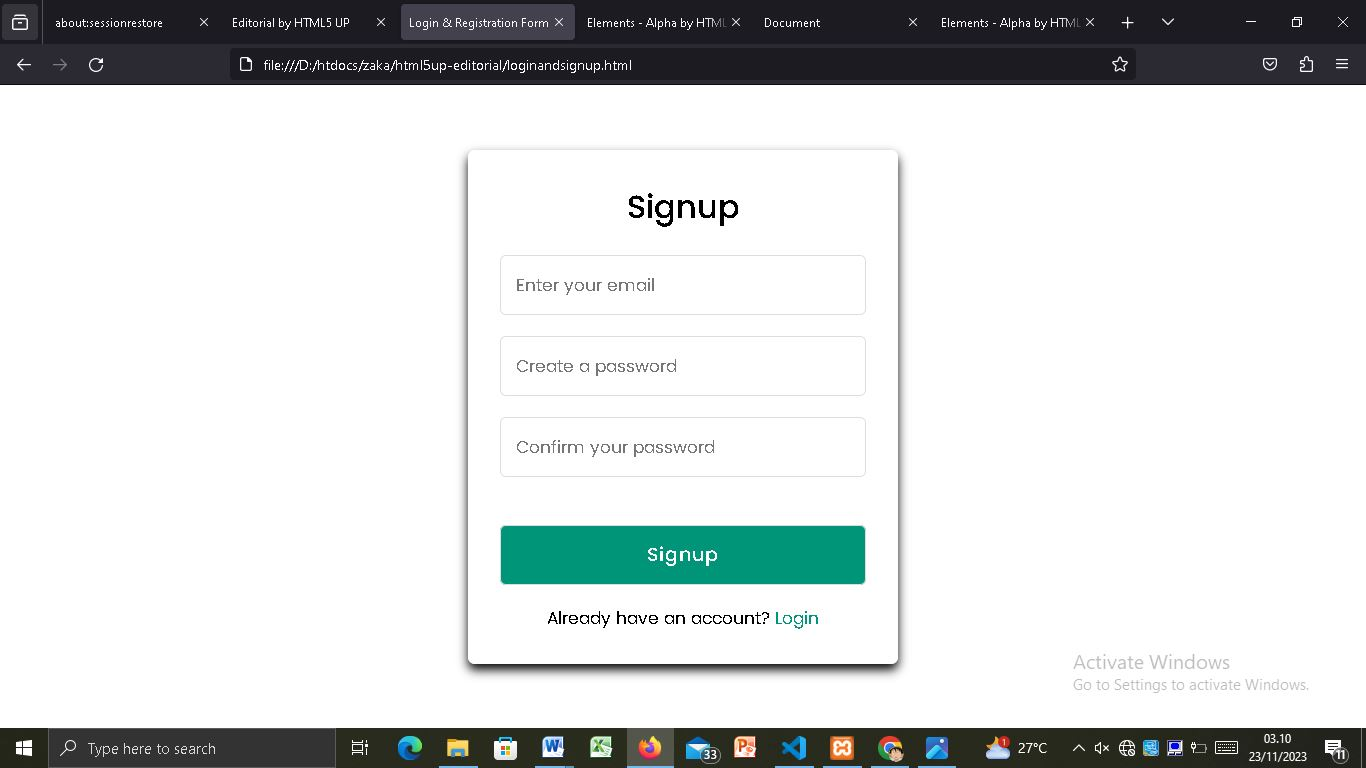 about:sessionrestore
Editorial by HTML5 UP
Login & Registration Form
Elements - Alpha by HTML
Document
Elements - Alpha by HTML
file:///D:/htdocs/zaka/html5up-editorial/loginandsignup.html
Signup
Enter your email
Create a password
Confirm your password
Signup
Already have an account? Login
Activate Windows
Go to Settings to activate Windows.
Type here to search
33
1
27°C
03.10
23/11/2023
11